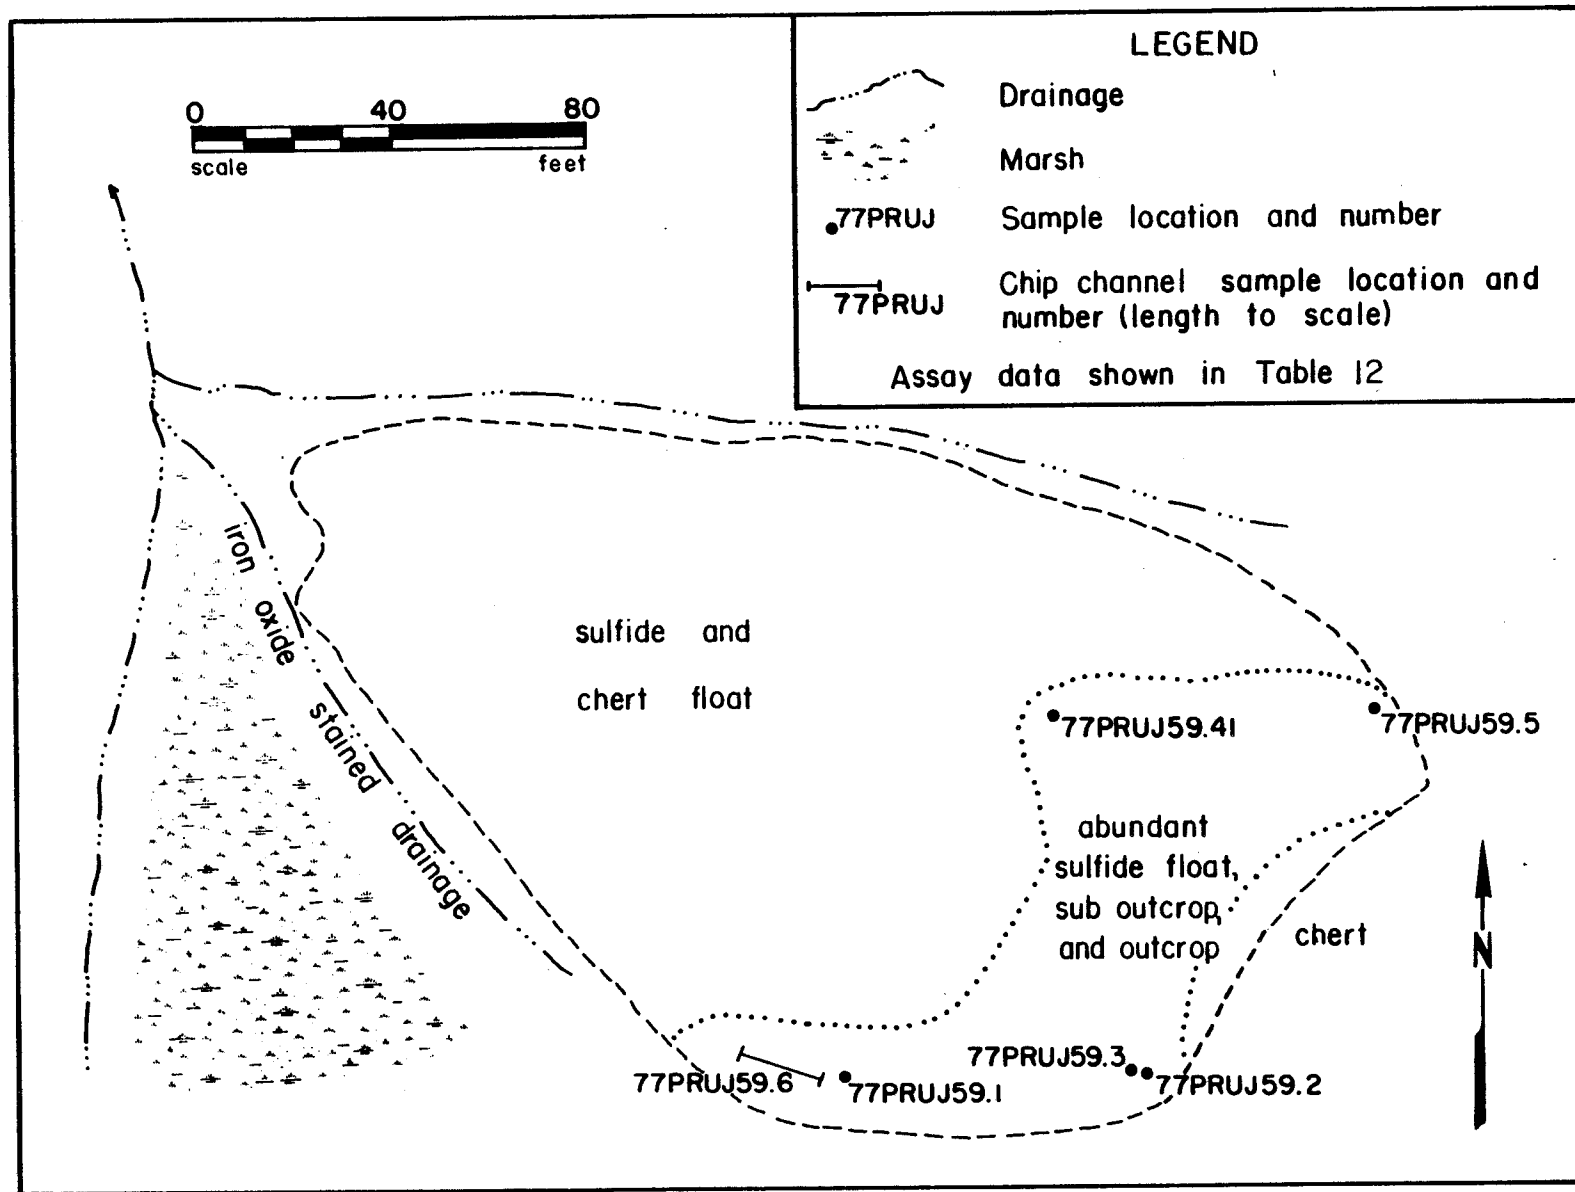 LEGEND
Drainage
Marsh
77PRUJ Sample location and number
77PRUJ Chip channel sample location and
number (length to scale)
Assay data shown in Table 12
0 40 80
scale feet
iron oxide stained drainage
sulfide and
chert float
77PRUJ59.41
77PRUJ59.5
abundant
sulfide float,
sub outcrop,
and outcrop
chert
N
77PRUJ59.6
77PRUJ59.1
77PRUJ59.3
77PRUJ59.2